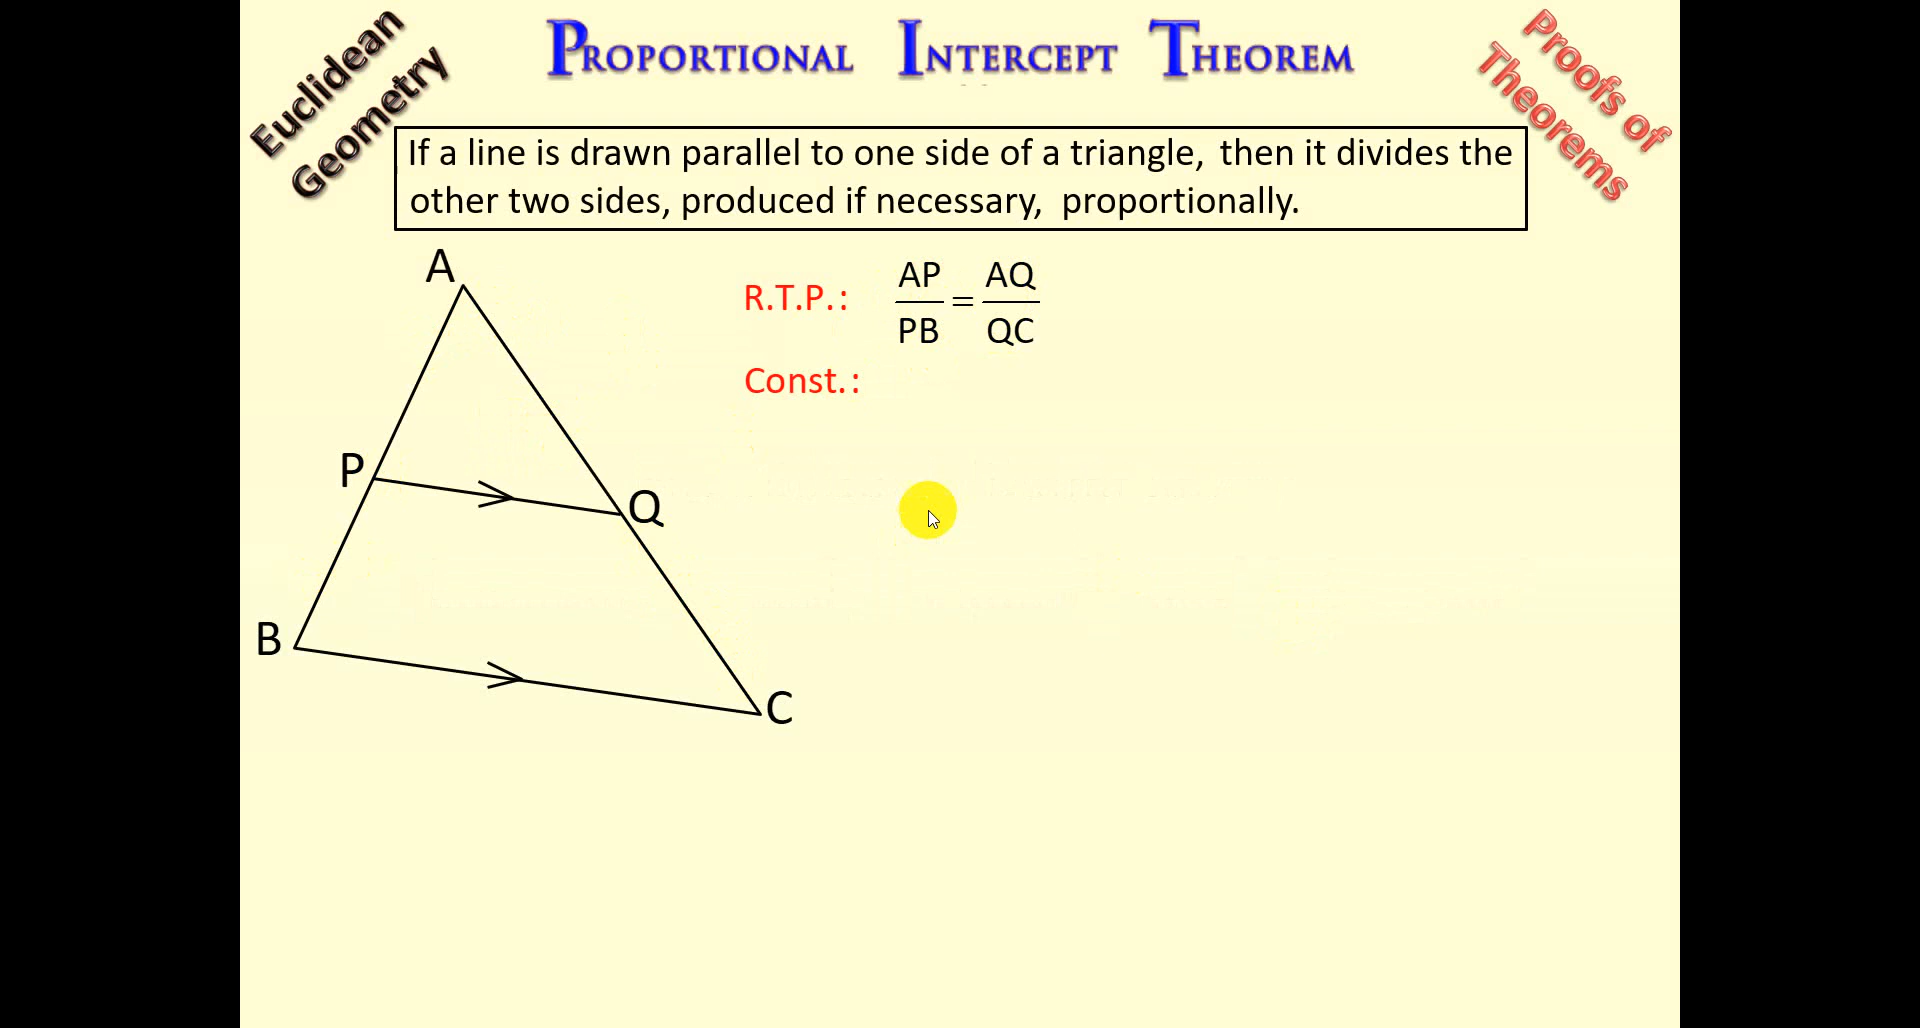 Euclidean
Geometry
PROPORTIONAL INTERCEPT THEOREM
Proofs of
Theorems
If a line is drawn parallel to one side of a triangle, then it divides the
other two sides, produced if necessary, proportionally.
A
R.T.P.: AP/PB = AQ/QC
Const.:
P
Q
B
C